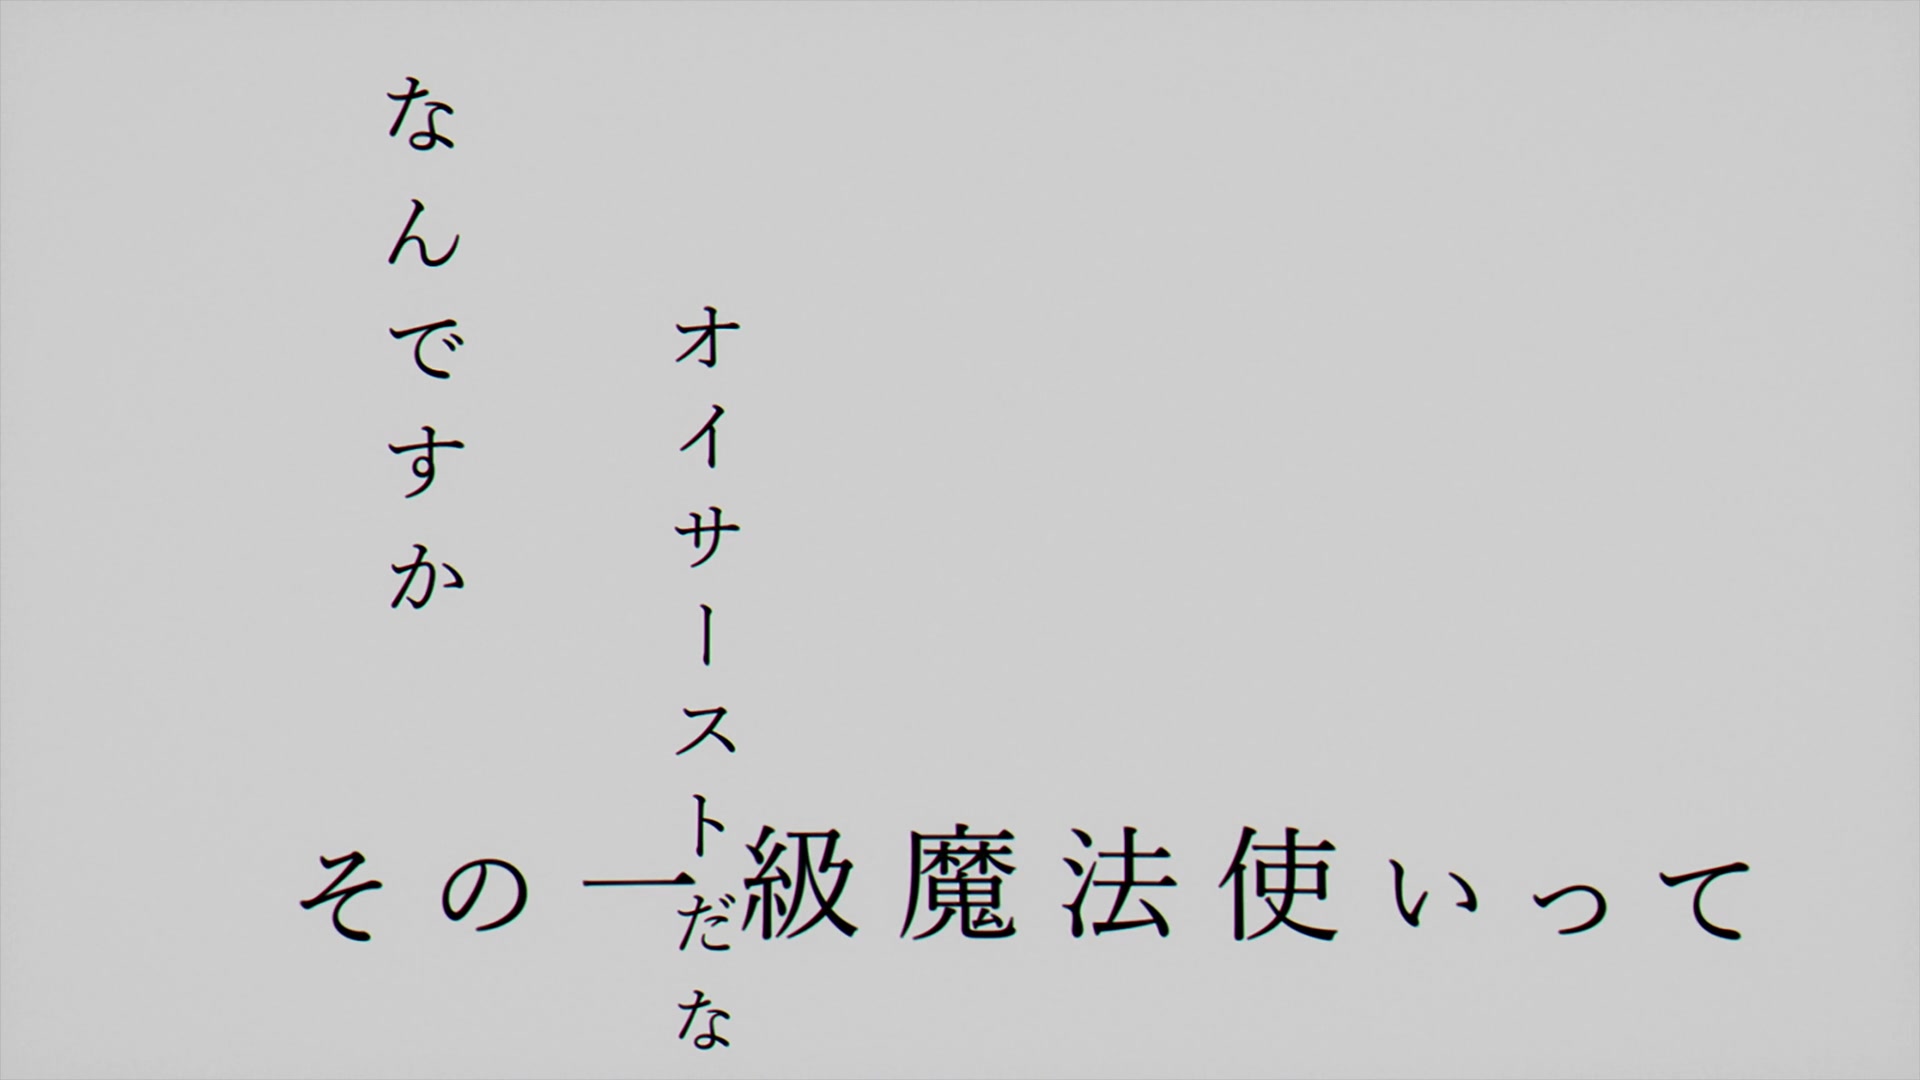 その一級魔法使いって
なんですか
オイサーストだな